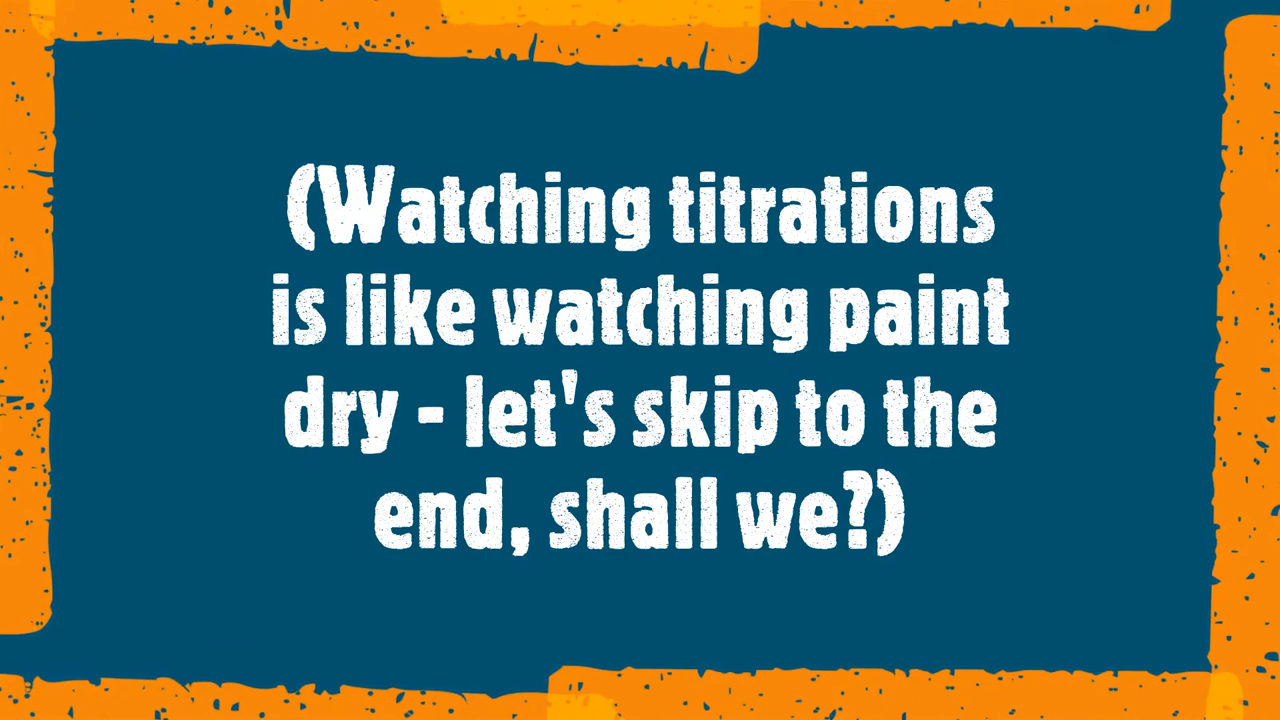 (Watching titrations
is like watching paint
dry - let's skip to the
end, shall we?)